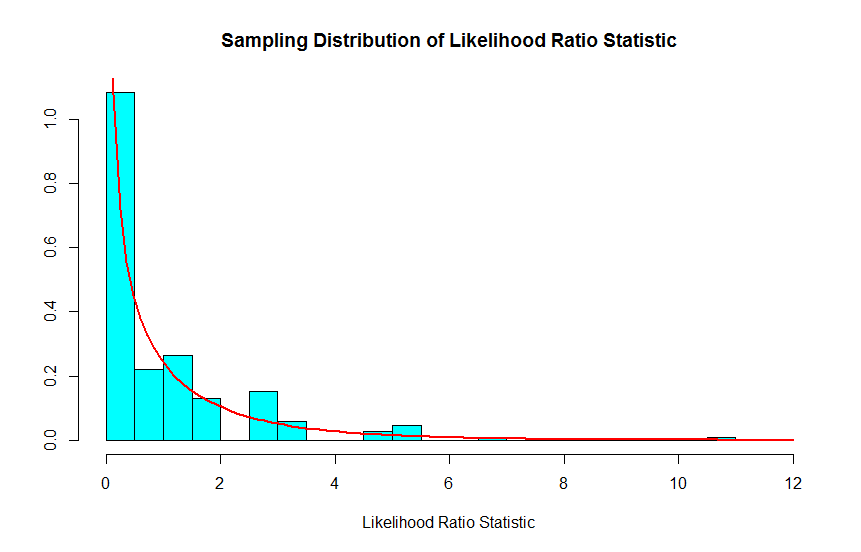 Sampling Distribution of Likelihood Ratio Statistic
1.0
0.8
0.6
0.4
0.2
0.0
0 2 4 6 8 10 12
Likelihood Ratio Statistic